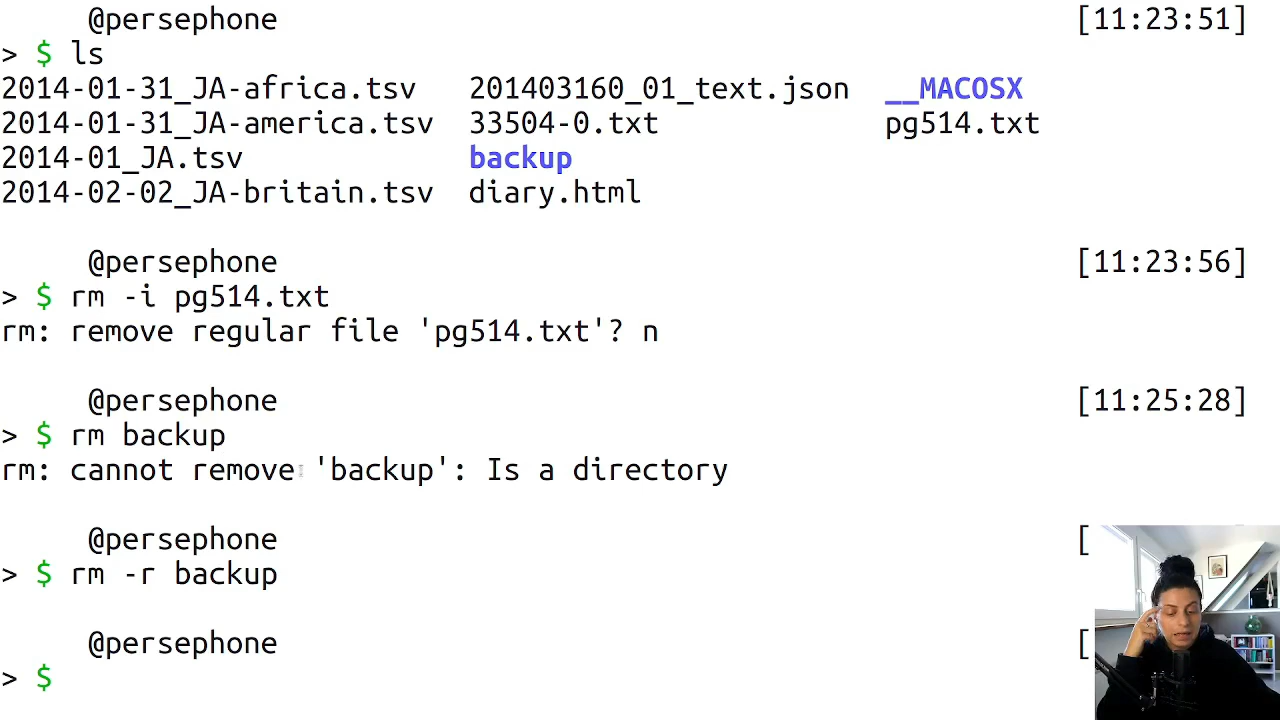 @persephone [11:23:51]
> $ ls
2014-01-31_JA-africa.tsv 201403160_01_text.json __MACOSX
2014-01-31_JA-america.tsv 33504-0.txt pg514.txt
2014-01_JA.tsv backup
2014-02-02_JA-britain.tsv diary.html
@persephone [11:23:56]
> $ rm -i pg514.txt
rm: remove regular file 'pg514.txt'? n
@persephone [11:25:28]
> $ rm backup
rm: cannot remove 'backup': Is a directory
@persephone [
> $ rm -r backup
@persephone [
> $